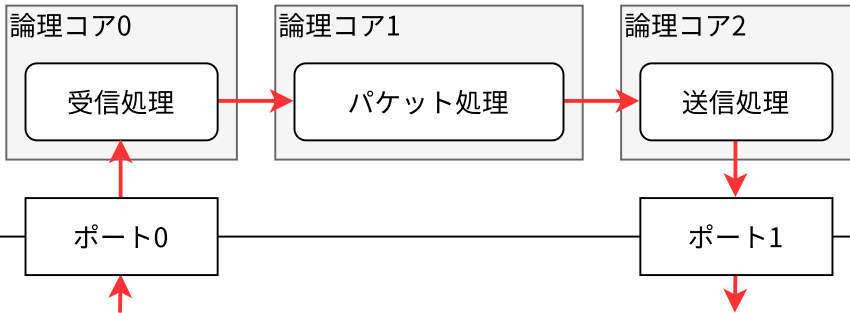 論理コア0
論理コア1
論理コア2
受信処理
パケット処理
送信処理
ポート0
ポート1